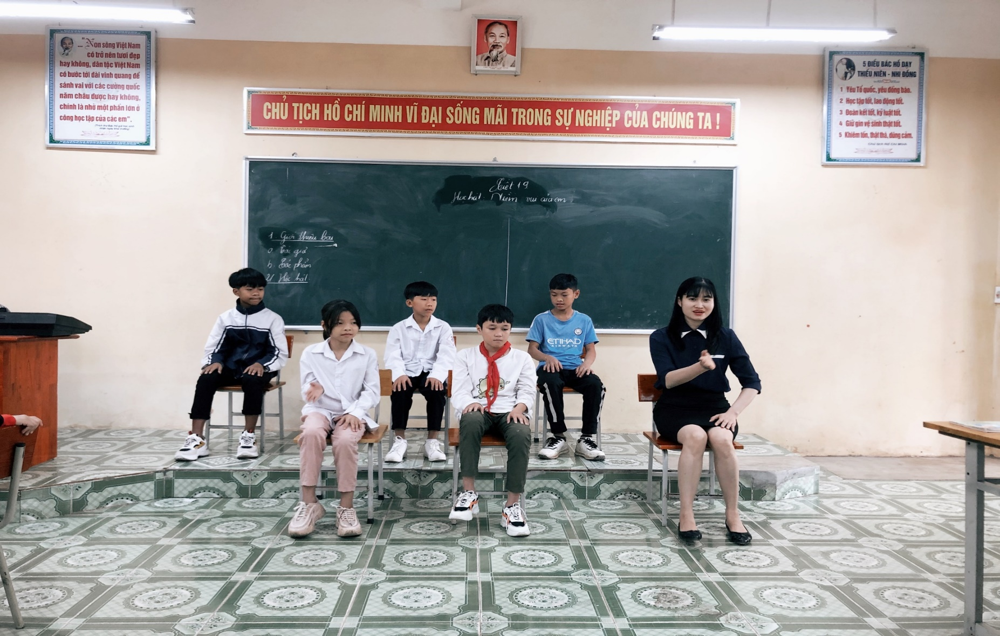 "Non sông Việt Nam
có trở nên tươi đẹp
hay không, dân tộc Việt Nam
có bước tới đài vinh quang để
sánh vai với các cường quốc
năm châu được hay không,
chính là nhờ một phần lớn ở
công học tập của các em".
CHỦ TỊCH HỒ CHÍ MINH VĨ ĐẠI SỐNG MÃI TRONG SỰ NGHIỆP CỦA CHÚNG TA !
5 ĐIỀU BÁC HỒ DẠY
THIẾU NIÊN - NHI ĐỒNG
1 Yêu Tổ quốc, yêu đồng bào.
2 Học tập tốt, lao động tốt.
3 Đoàn kết tốt, kỷ luật tốt.
4 Giữ gìn vệ sinh thật tốt.
5 Khiêm tốn, thật thà, dũng cảm.
Chủ tịch Hồ Chí Minh
Tiết 19
Học hát: Niềm vui của em
1. Giới thiệu
a. Tác giả
b. Tác phẩm
2/ Học hát
ETIHAD
AIRWAYS